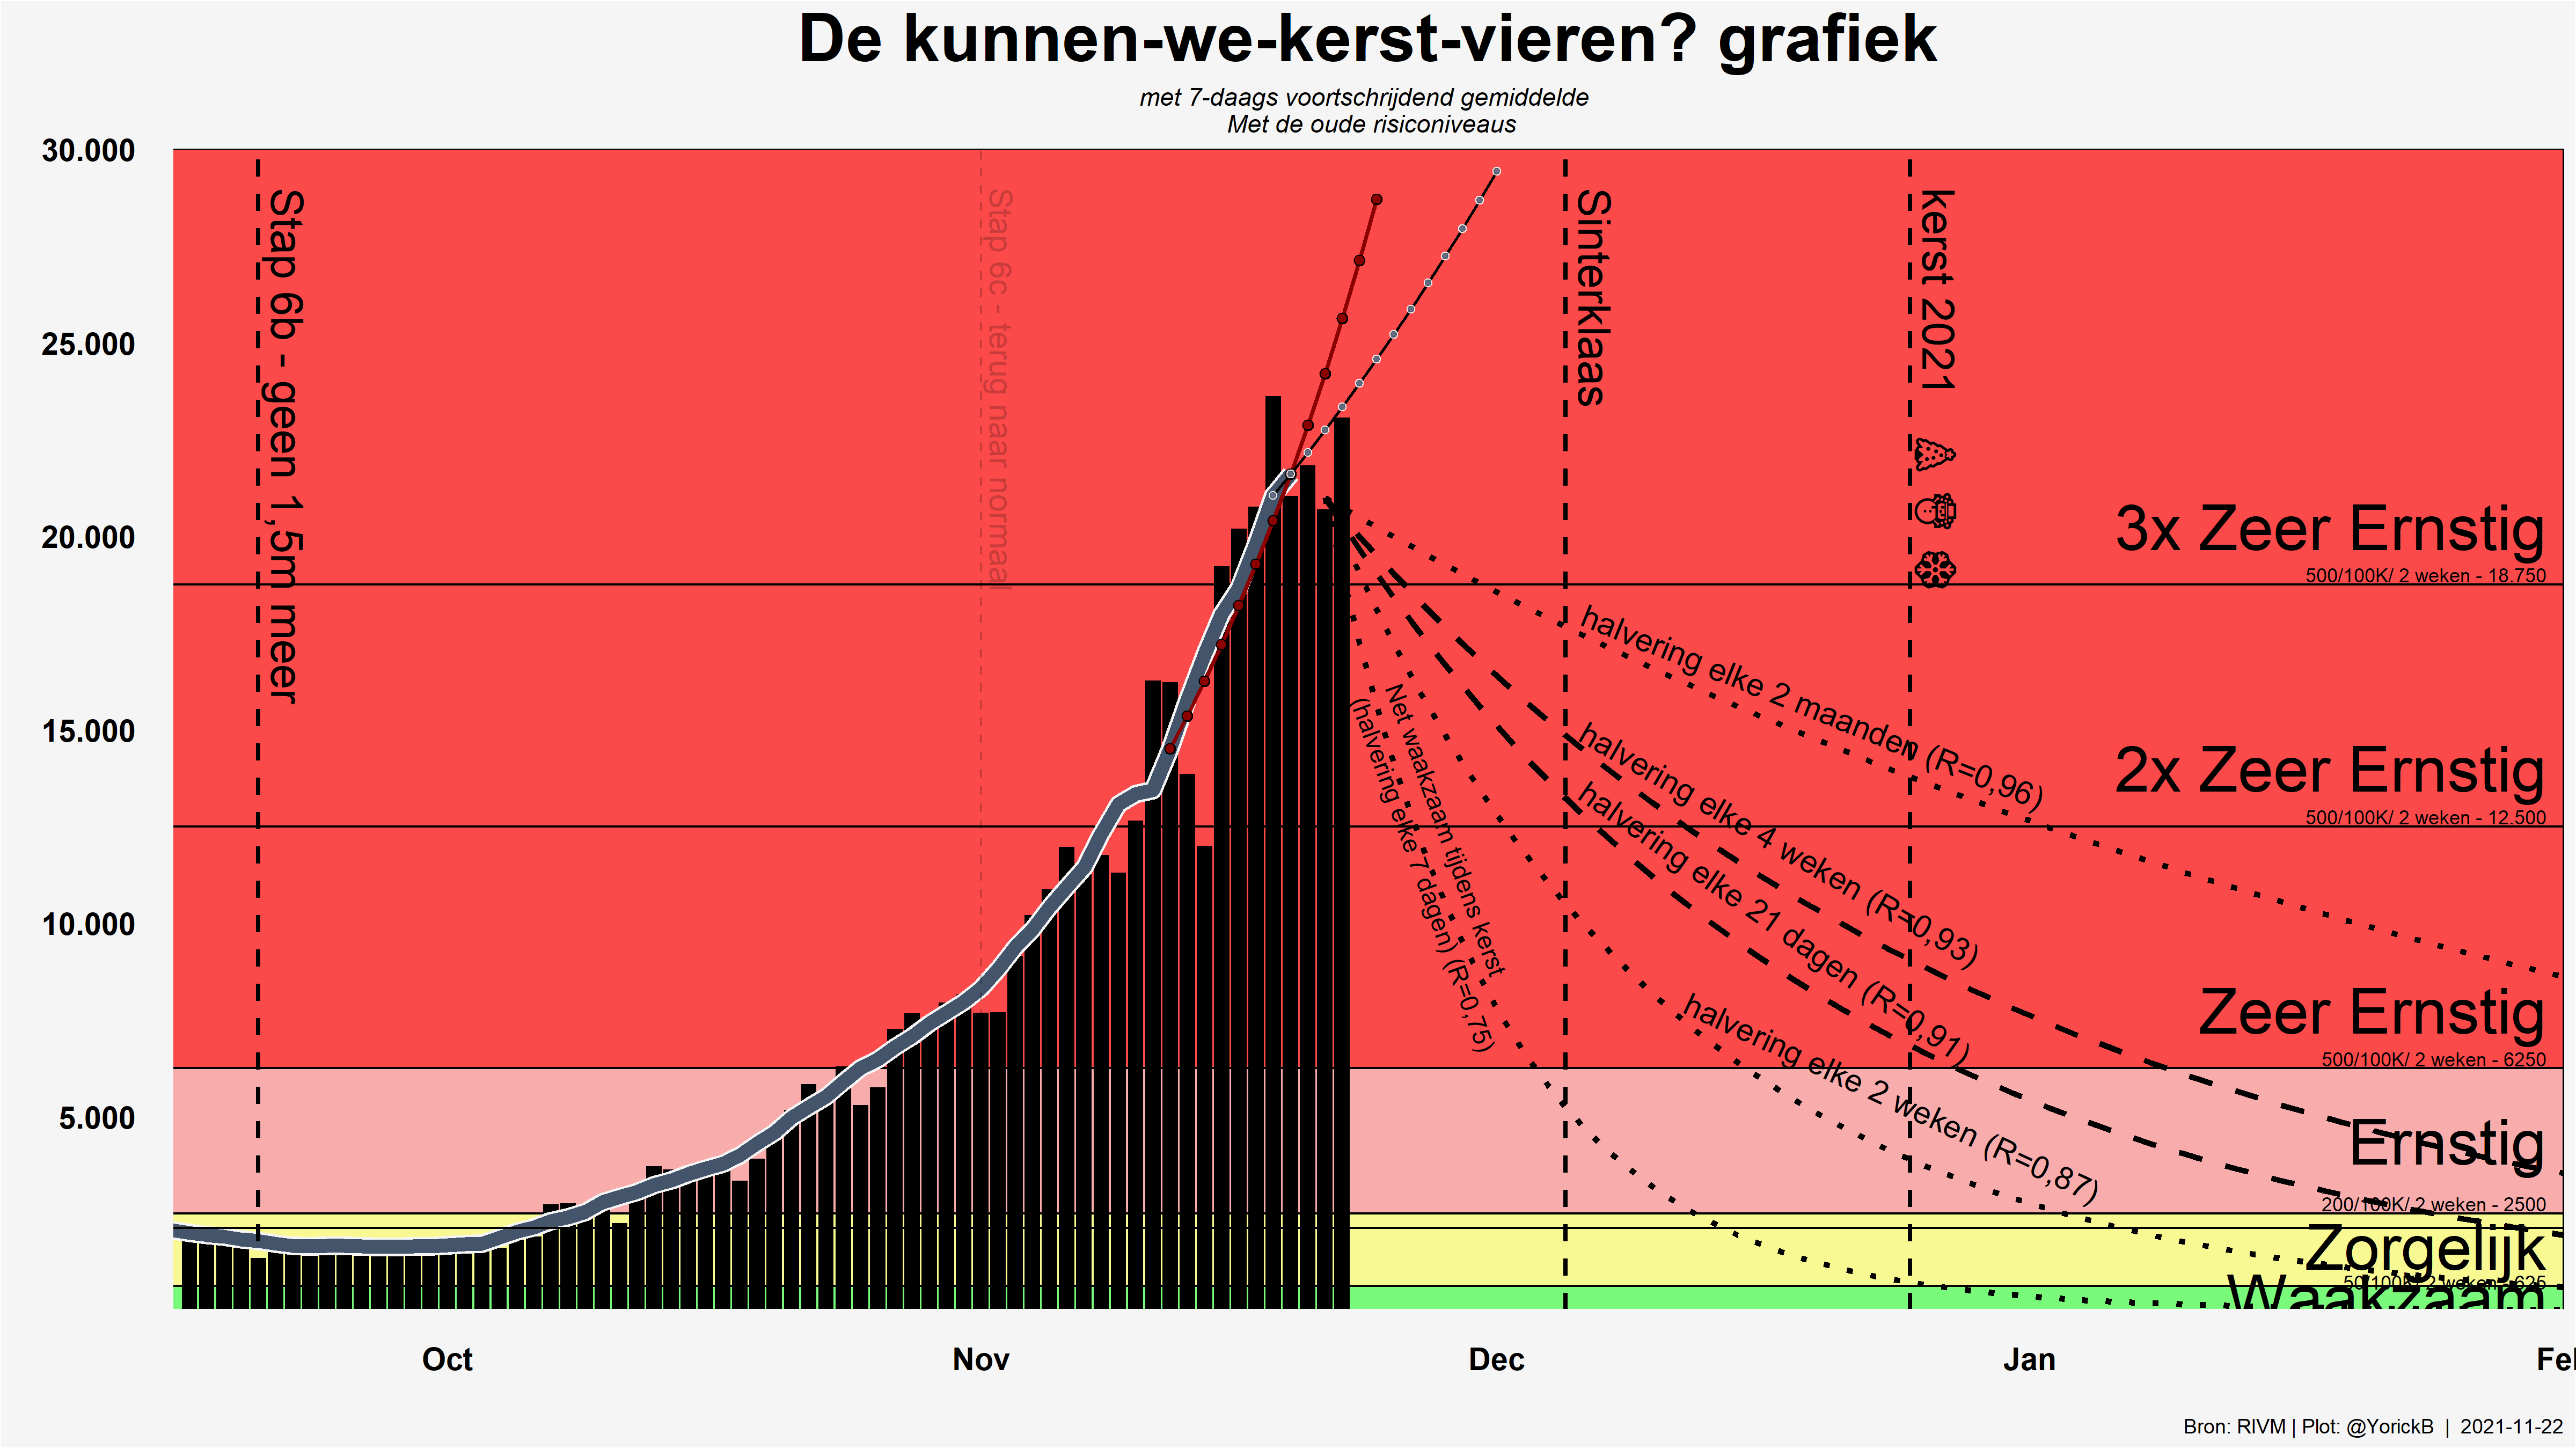 De kunnen-we-kerst-vieren? grafiek
met 7-daags voortschrijdend gemiddelde
Met de oude risiconiveaus
30.000
25.000
20.000
15.000
10.000
5.000
Stap 6b - geen 1,5m meer
Stap 6c - terug naar normaal
Sinterklaas
kerst 2021
3x Zeer Ernstig
500/100K/ 2 weken - 18.750
2x Zeer Ernstig
500/100K/ 2 weken - 12.500
Zeer Ernstig
500/100K/ 2 weken - 6250
Ernstig
200/100K/ 2 weken - 2500
Zorgelijk
50/100K/ 2 weken - 625
Waakzaam
halvering elke 2 maanden (R=0,96)
halvering elke 4 weken (R=0,93)
halvering elke 21 dagen (R=0,91)
halvering elke 2 weken (R=0,87)
Net waakzaam tijdens kerst
(halvering elke 7 dagen) (R=0,75)
Oct
Nov
Dec
Jan
Fe
Bron: RIVM | Plot: @YorickB | 2021-11-22